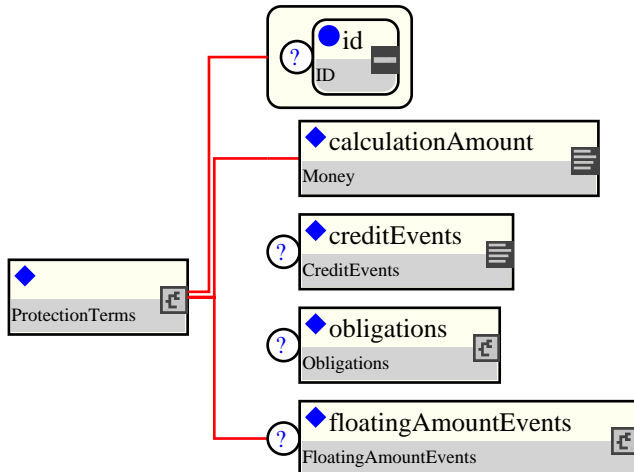 ?
id
ID
calculationAmount
Money
?
creditEvents
CreditEvents
ProtectionTerms
?
obligations
Obligations
?
floatingAmountEvents
FloatingAmountEvents